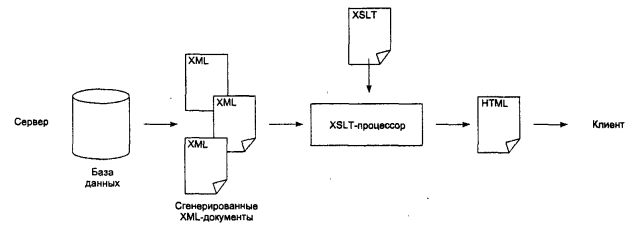 XSLT
XML
XML
XML
HTML
Сервер
XSLT-процессор
Клиент
База
данных
Сгенерированные
XML-документы